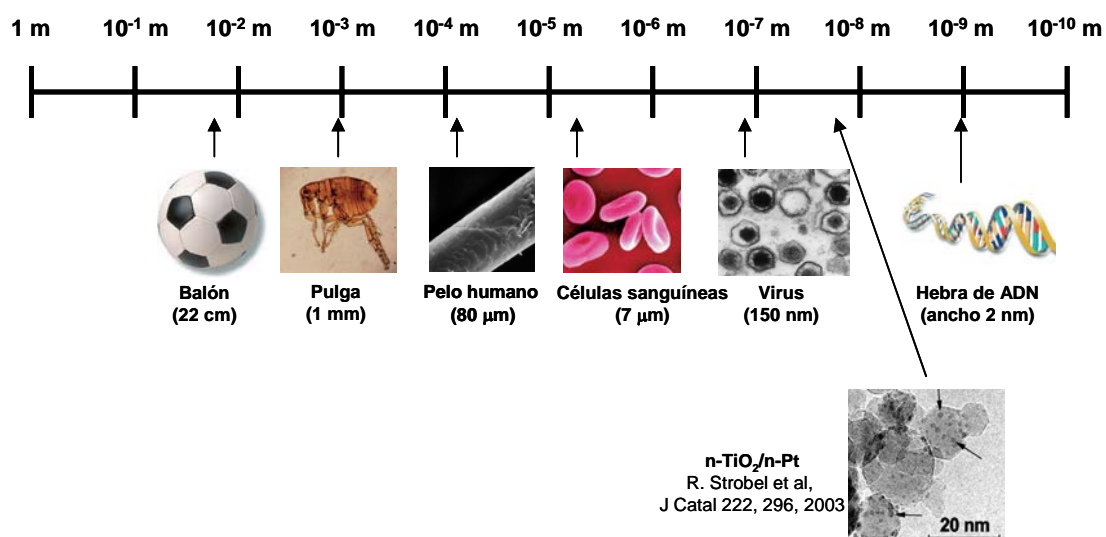 1 m 10-1 m 10-2 m 10-3 m 10-4 m 10-5 m 10-6 m 10-7 m 10-8 m 10-9 m 10-10 m
Balón
(22 cm)
Pulga
(1 mm)
Pelo humano
(80 µm)
Células sanguíneas
(7 µm)
Virus
(150 nm)
Hebra de ADN
(ancho 2 nm)
n-TiO2/n-Pt
R. Strobel et al,
J Catal 222, 296, 2003
20 nm